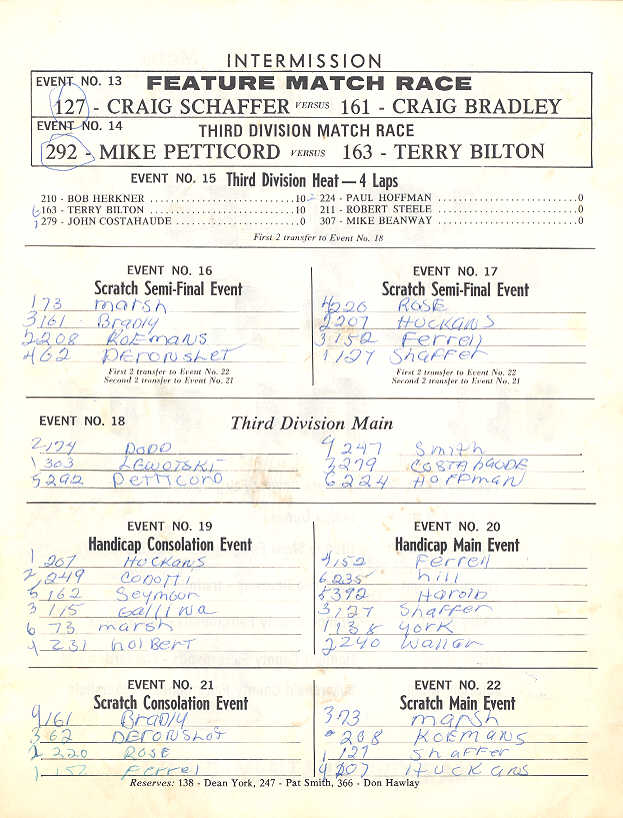 INTERMISSION
EVENT NO. 13 FEATURE MATCH RACE
127 - CRAIG SCHAFFER VERSUS 161 - CRAIG BRADLEY
EVENT NO. 14 THIRD DIVISION MATCH RACE
292 - MIKE PETTICORD VERSUS 163 - TERRY BILTON
EVENT NO. 15 Third Division Heat—4 Laps
210 - BOB HERKNER ....................10
6 163 - TERRY BILTON ....................10
1 279 - JOHN COSTAHAUDE ....................0
2 224 - PAUL HOFFMAN ....................0
211 - ROBERT STEELE ....................0
307 - MIKE BEANWAY ....................0
First 2 transfer to Event No. 18
EVENT NO. 16
Scratch Semi-Final Event
1 73 marsh
3 161 Bradly
2 208 KOEmANS
4 62 DERONSHET
First 2 transfer to Event No. 22
Second 2 transfer to Event No. 21
EVENT NO. 17
Scratch Semi-Final Event
4 220 ROSE
2 207 HUCKANS
3 152 Ferrell
1 127 Shaffer
First 2 transfer to Event No. 22
Second 2 transfer to Event No. 21
EVENT NO. 18 Third Division Main
2 174 DODD
1 303 LEWOTSKI
5 292 Petticord
4 247 Smith
3 279 COSTAHAUDE
6 224 HOFFMAN
EVENT NO. 19
Handicap Consolation Event
1 207 HUCKANS
2 249 CONOMI
5 162 Seymour
3 115 Gallina
6 73 marsh
4 231 holBert
EVENT NO. 20
Handicap Main Event
4 152 Ferrell
6 235 hill
5 392 Harold
3 127 Shaffer
1 138 York
2 240 Waller
EVENT NO. 21
Scratch Consolation Event
4 161 Bradly
3 62 DERONSHOT
2 220 ROSE
1 152 Ferrel
EVENT NO. 22
Scratch Main Event
3 73 marsh
208 KOEmANS
1 127 Shaffer
4 207 HUCKANS
Reserves: 138 - Dean York, 247 - Pat Smith, 366 - Don Hawlay